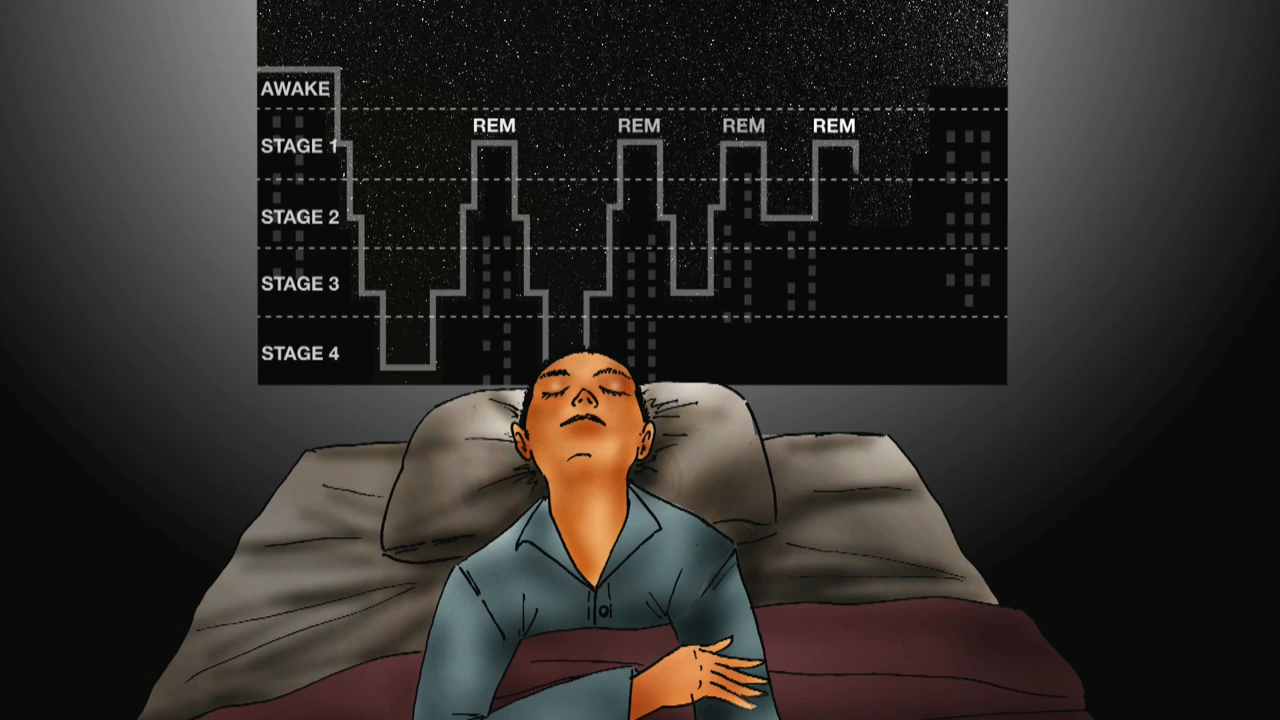 AWAKE
REM REM REM REM
STAGE 1
STAGE 2
STAGE 3
STAGE 4